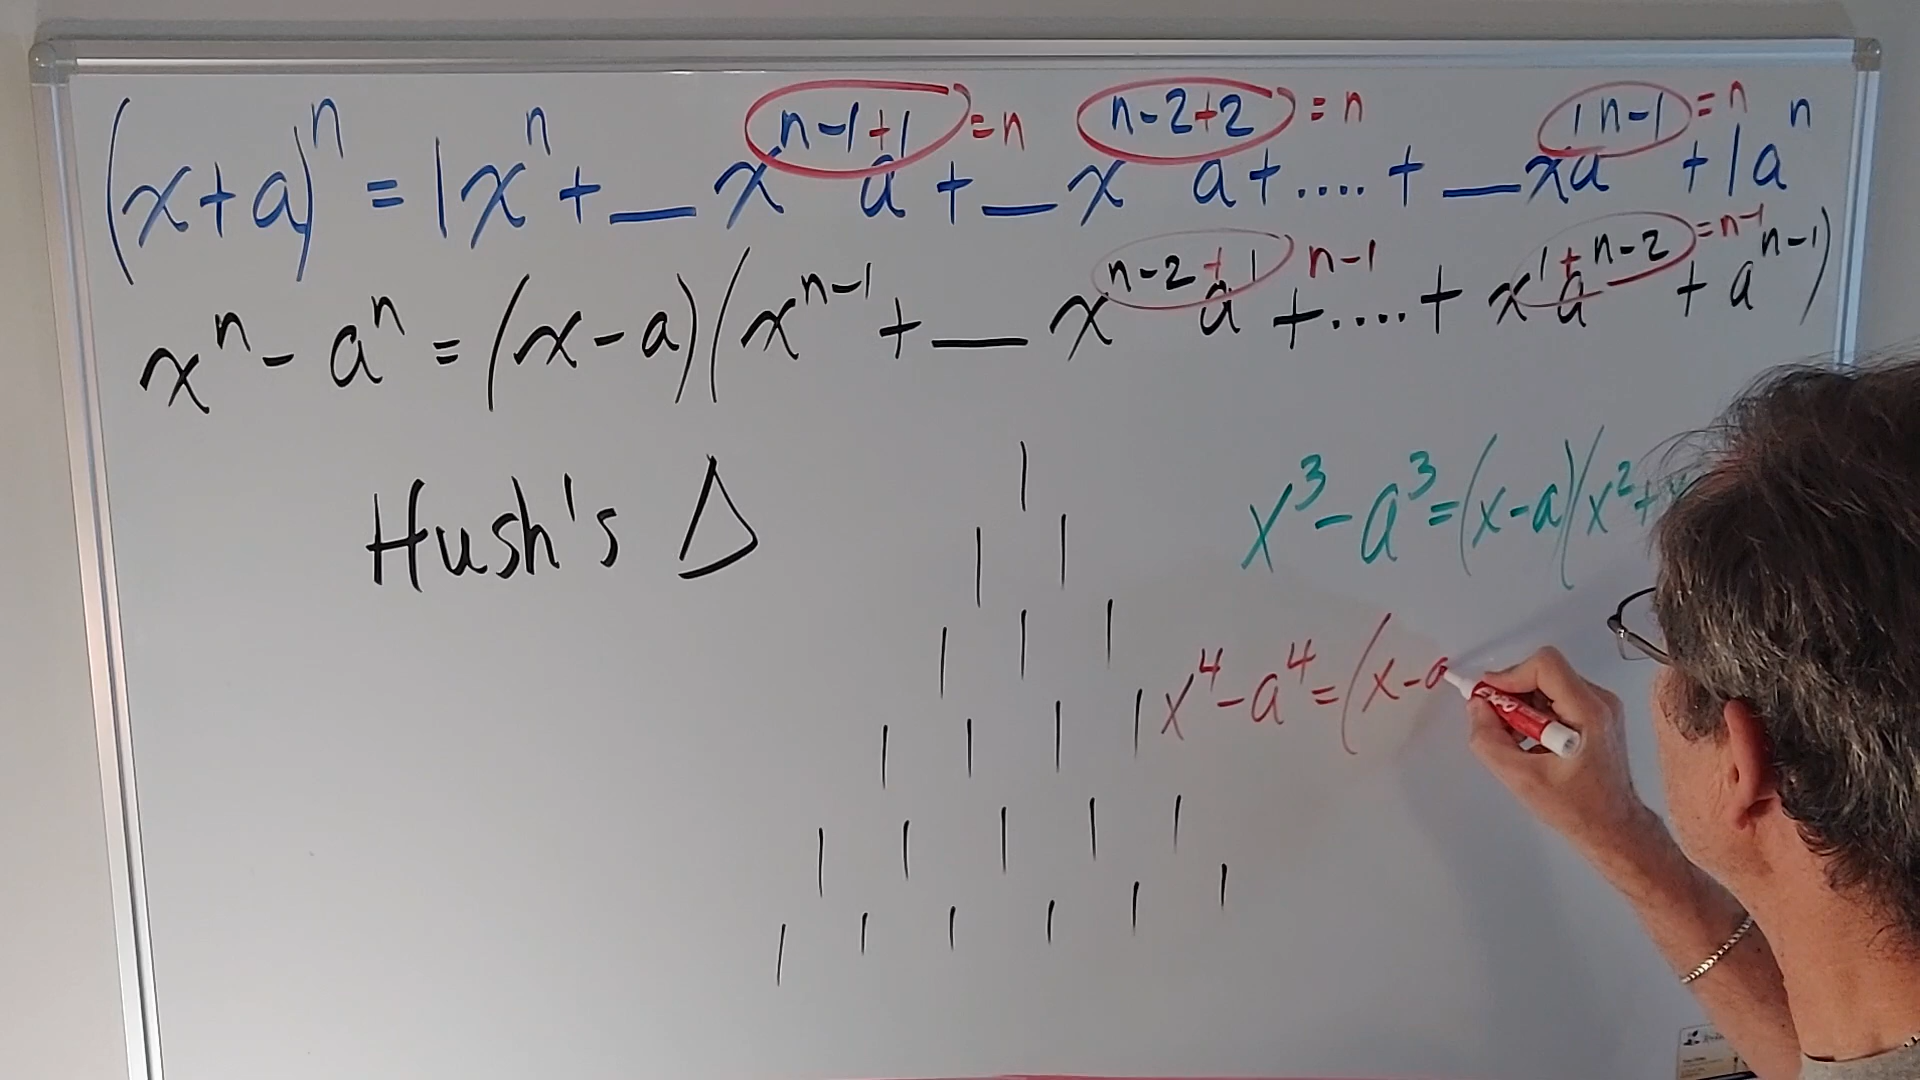 (x+a)^n = 1x^n + __ x^(n-1+1) a + __ x^(n-2+2) a + .... + __ xa^(1 n-1) + 1a^n
= n = n = n
x^n - a^n = (x-a)(x^(n-1) + __ x^(n-2+1) a + .... + x^(1+n-2) a + a^(n-1))
n-1 = n-1
Hush's Δ
1
1 1
1 1 1
1 1 1 1
1 1 1 1 1
1 1 1 1 1 1
x^3 - a^3 = (x-a)(x^2 +
x^4 - a^4 = (x-a